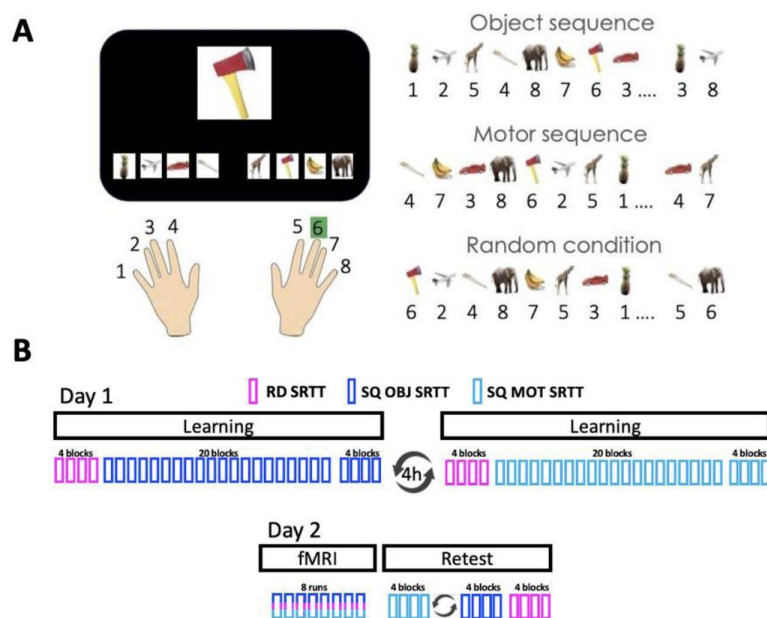 A
Object sequence
1 2 5 4 8 7 6 3 .... 3 8
Motor sequence
4 7 3 8 6 2 5 1 .... 4 7
Random condition
6 2 4 8 7 5 3 1 .... 5 6
1 2 3 4 5 6 7 8
B
Day 1
RD SRTT SQ OBJ SRTT SQ MOT SRTT
Learning Learning
4 blocks 20 blocks 4 blocks 4h 4 blocks 20 blocks 4 blocks
Day 2
fMRI Retest
8 runs 4 blocks 4 blocks 4 blocks